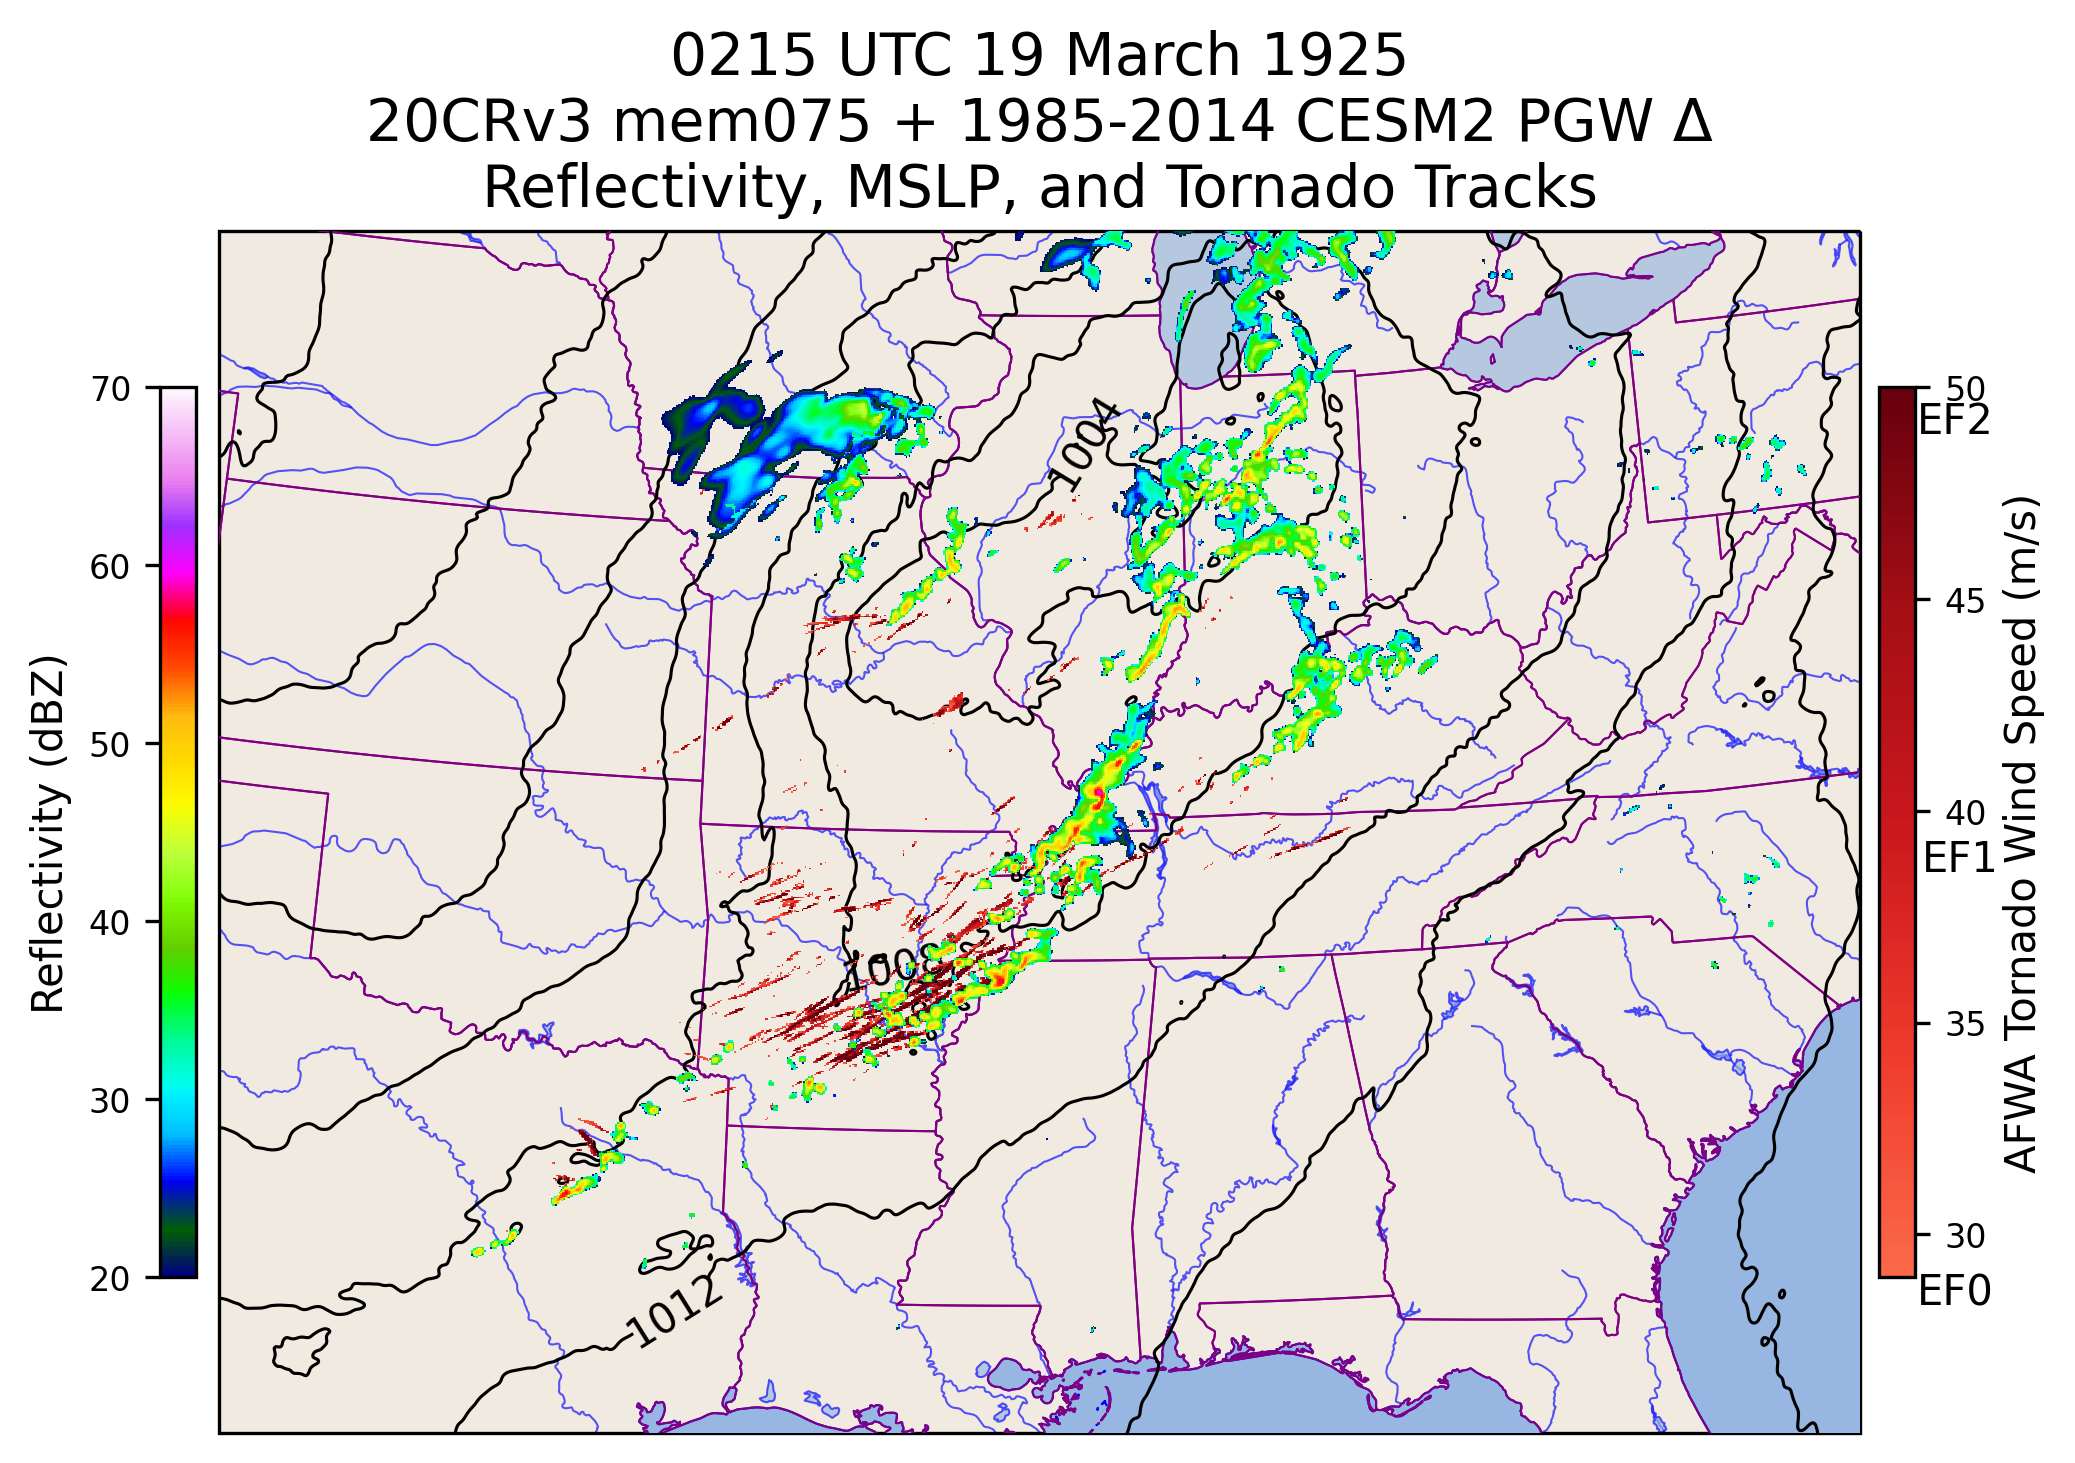 0215 UTC 19 March 1925
20CRv3 mem075 + 1985-2014 CESM2 PGW Δ
Reflectivity, MSLP, and Tornado Tracks
Reflectivity (dBZ)
70
60
50
40
30
20
1004
1008
1012
50
EF2
45
40
EF1
35
30
EF0
AFWA Tornado Wind Speed (m/s)